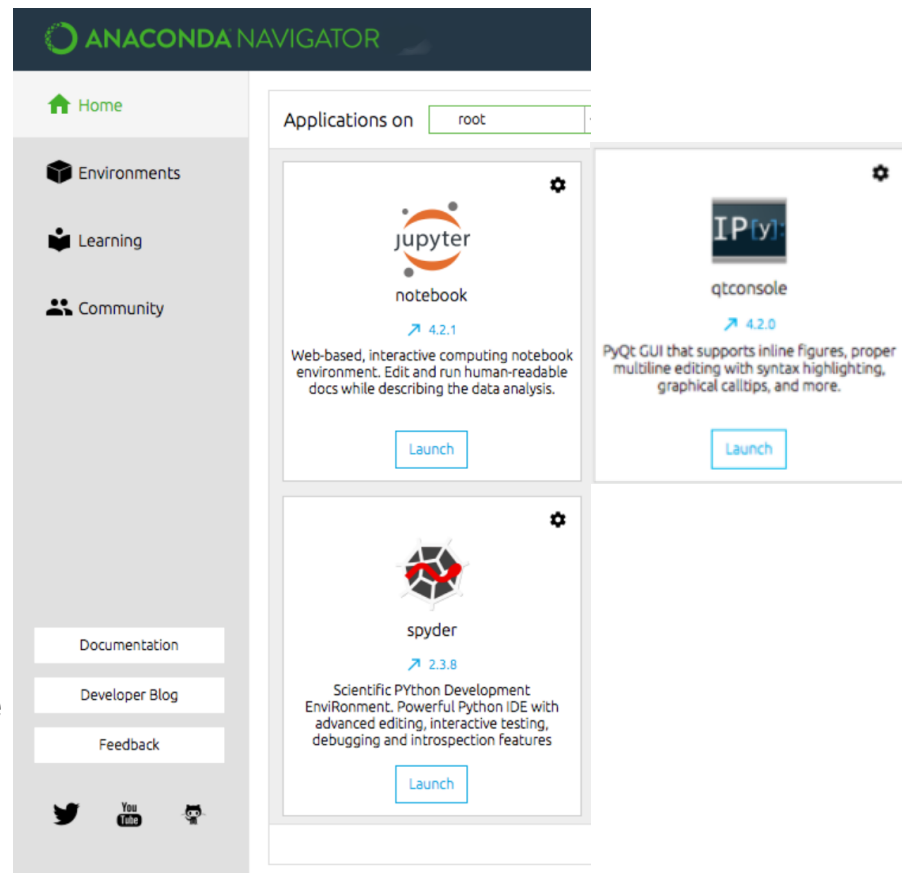 ANACONDA NAVIGATOR
Home
Environments
Learning
Community
Documentation
Developer Blog
Feedback
You
Tube
Applications on root
jupyter
notebook
4.2.1
Web-based, interactive computing notebook
environment. Edit and run human-readable
docs while describing the data analysis.
Launch
IP[y]:
qtconsole
4.2.0
PyQt GUI that supports inline figures, proper
multiline editing with syntax highlighting,
graphical calltips, and more.
Launch
spyder
2.3.8
Scientific PYthon Development
EnviRonment. Powerful Python IDE with
advanced editing, interactive testing,
debugging and introspection features
Launch